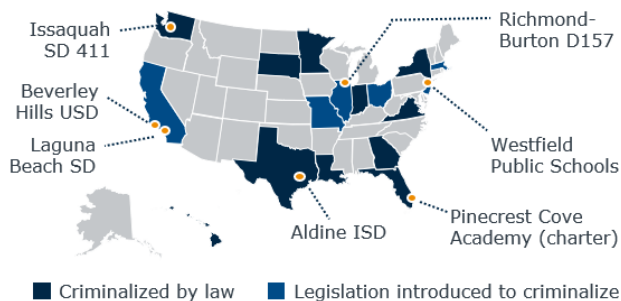 Issaquah
SD 411
Richmond-
Burton D157
Beverley
Hills USD
Laguna
Beach SD
Westfield
Public Schools
Aldine ISD
Pinecrest Cove
Academy (charter)
Criminalized by law
Legislation introduced to criminalize